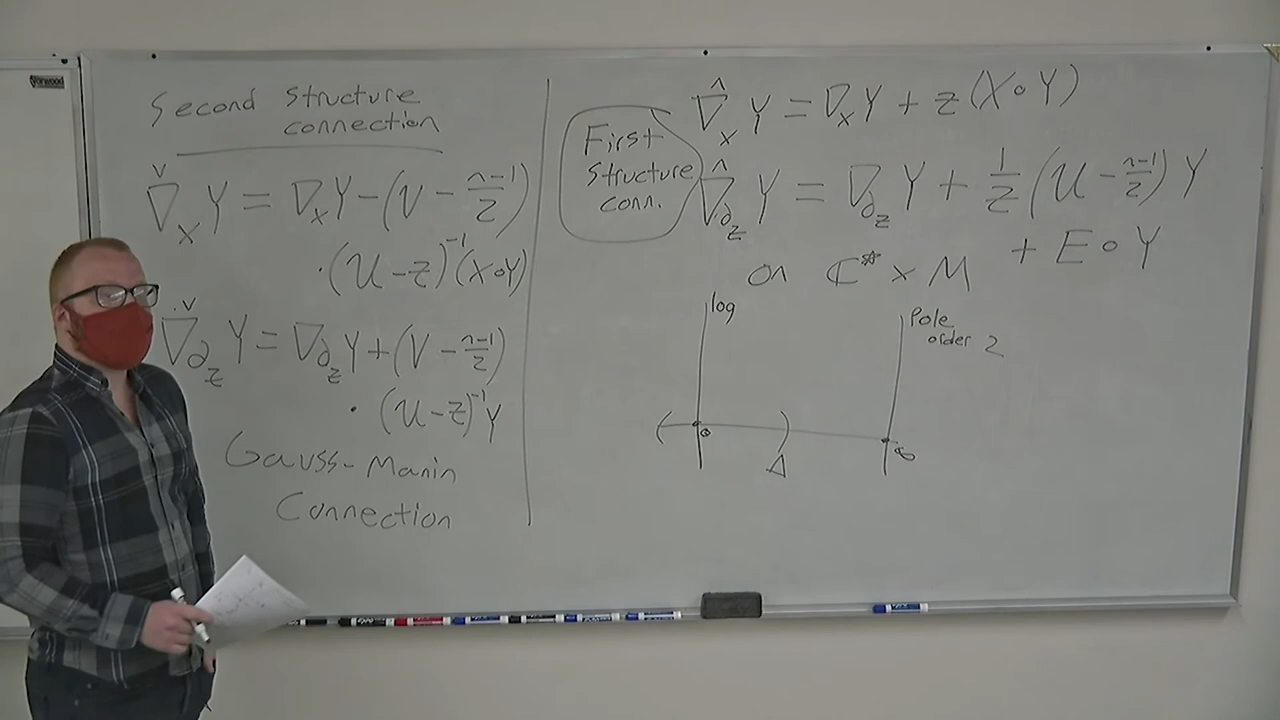 Second structure
connection
∇̌_X Y = ∇_X Y - (V - (n-1)/2)
·(U-z)^{-1}(X∘Y)
∇̌_{∂_z} Y = ∇_{∂_z} Y + (V - (n-1)/2)
· (U-z)^{-1} Y
Gauss-Manin
Connection
First
structure
conn.
∇̂_X Y = ∇_X Y + z(X∘Y)
∇̂_{∂_z} Y = ∇_{∂_z} Y + 1/z (U - (n-1)/2) Y
+ E∘Y
on ℂ* × M
log
Pole
order 2
0
Δ
∞